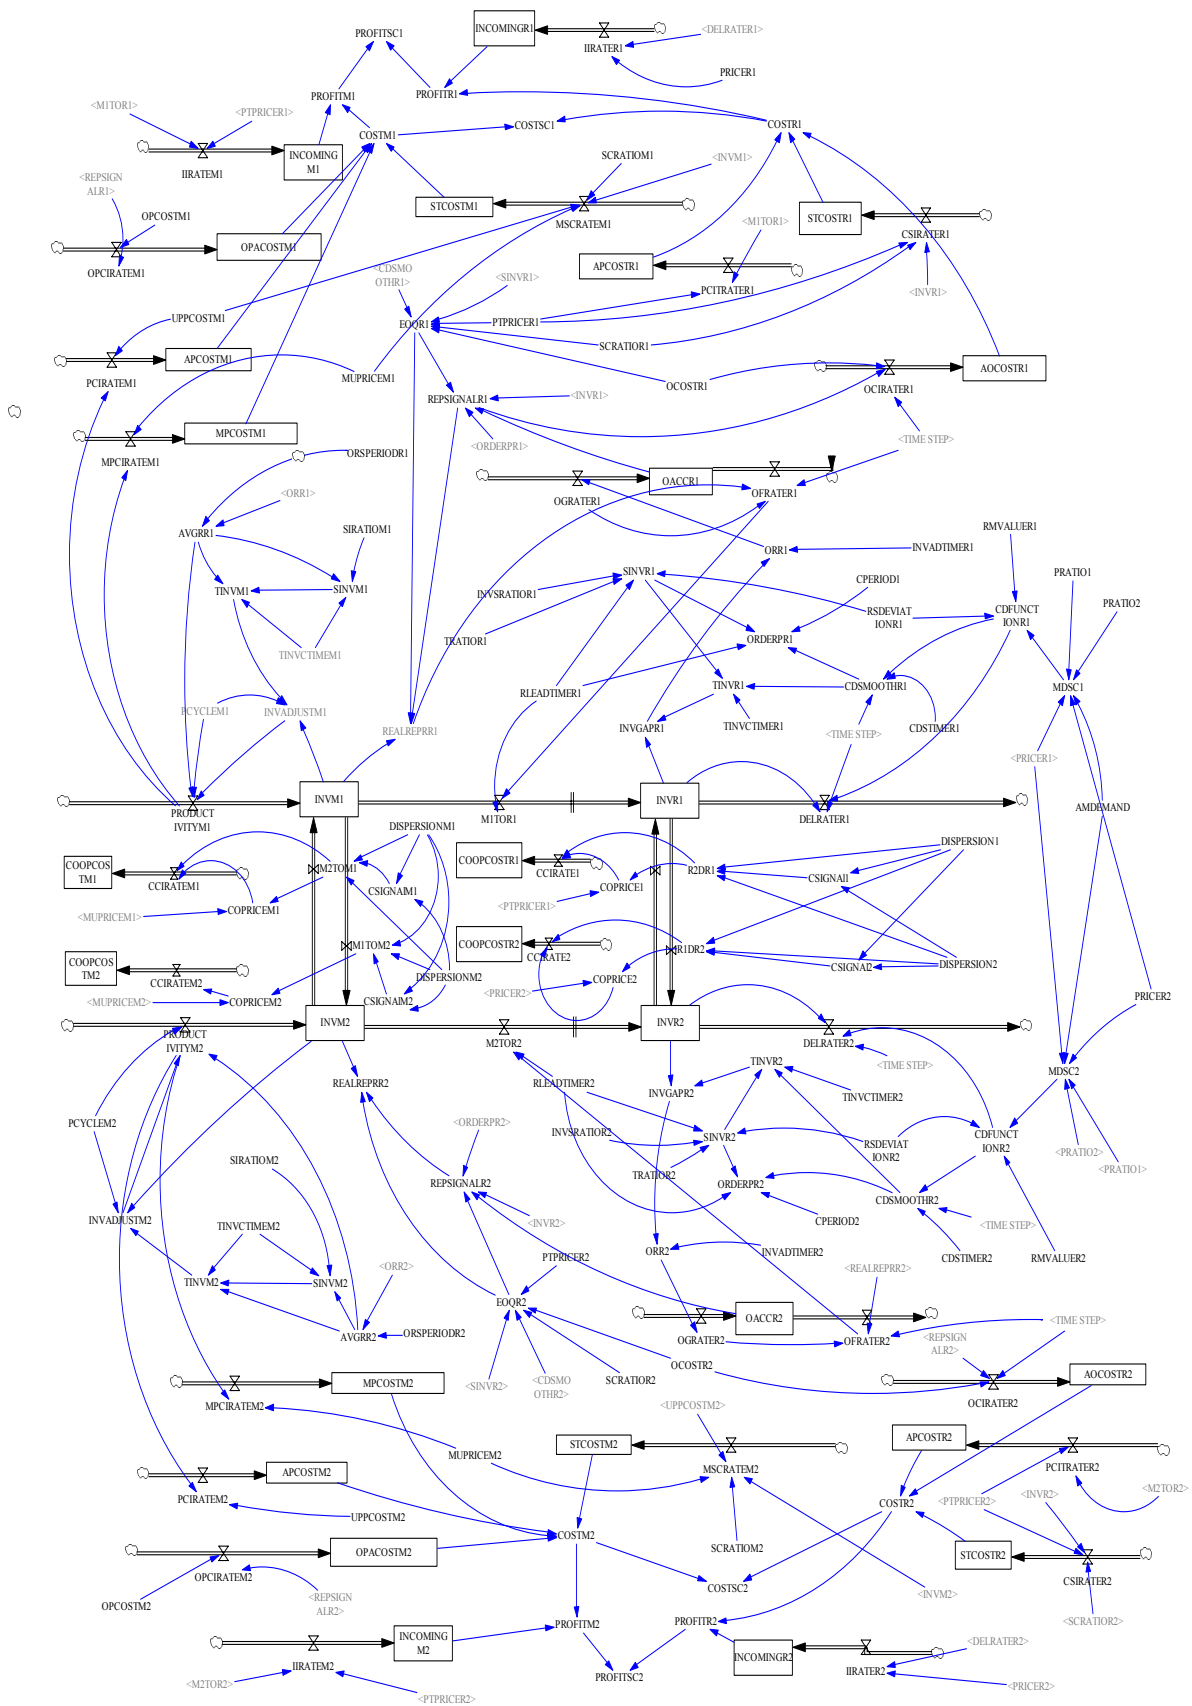 INCOMINGR1
<DELRATER1>
PROFITSC1
IIRATER1
PRICER1
PROFITM1
PROFITR1
<M1TOR1>
<PTPRICER1>
COSTM1
COSTSC1
COSTR1
INCOMING
M1
IIRATEM1
SCRATIOM1
<INVM1>
<REPSIGN
ALR1>
STCOSTM1
MSCRATEM1
STCOSTR1
OPCOSTM1
<M1TOR1>
CSIRATER1
OPACOSTM1
OPCIRATEM1
APCOSTR1
<CDSMO
OTHR1>
<SINVR1>
PCITRATER1
<INVR1>
UPPCOSTM1
EOQR1
PTPRICER1
SCRATIOR1
APCOSTM1
AOCOSTR1
PCIRATEM1
MUPRICEM1
OCOSTR1
OCIRATER1
REPSIGNALR1
<INVR1>
MPCOSTM1
<ORDERPR1>
<TIME STEP>
MPCIRATEM1
ORSPERIODR1
OACCR1
<ORR1>
OGRATER1
OFRATER1
AVGRR1
SIRATIOM1
RMVALUER1
ORR1
INVADTIMER1
SINVR1
PRATIO1
TINVM1
SINVM1
INVSRATIOR1
CPERIOD1
PRATIO2
RSDEVIAT
IONR1
CDFUNCT
IONR1
TRATIOR1
ORDERPR1
TINVCTIMEM1
MDSC1
RLEADTIMER1
TINVR1
CDSMOOTHR1
PCYCLEM1
INVADJUSTM1
TINVCTIMER1
REALREPRR1
INVGAPR1
<TIME STEP>
CDSTIMER1
<PRICER1>
INVM1
INVR1
PRODUCT
IVITYM1
M1TOR1
DELRATER1
AMDEMAND
DISPERSIONM1
COOPCOS
TM1
COOPCOSTR1
DISPERSION1
M2TOM1
CCIRATE1
R2DR1
CCIRATEM1
CSIGNAM1
COPRICE1
CSIGNAl1
COPRICEM1
<MUPRICEM1>
<PTPRICER1>
COOPCOSTR2
M1TOM2
R1DR2
CCIRATE2
COOPCOS
TM2
DISPERSION2
CSIGNAl2
CCIRATEM2
DISPERSIONM2
COPRICE2
<PRICER2>
<MUPRICEM2>
COPRICEM2
CSIGNAlM2
PRICER2
INVM2
INVR2
PRODUCT
IVITYM2
M2TOR2
DELRATER2
<TIME STEP>
TINVR2
MDSC2
REALREPRR2
RLEADTIMER2
INVGAPR2
TINVCTIMER2
PCYCLEM2
<ORDERPR2>
INVSRATIOR2
SINVR2
RSDEVIAT
IONR2
CDFUNCT
IONR2
<PRATIO2>
<PRATIO1>
SIRATIOM2
REPSIGNALR2
TRATIOR2
ORDERPR2
CDSMOOTHR2
INVADJUSTM2
<INVR2>
CPERIOD2
<TIME STEP>
TINVCTIMEM2
ORR2
INVADTIMER2
CDSTIMER2
RMVALUER2
PTPRICER2
<ORR2>
<REALREPRR2>
TINVM2
SINVM2
EOQR2
OACCR2
AVGRR2
ORSPERIODR2
OGRATER2
OFRATER2
<TIME STEP>
<REPSIGN
ALR2>
OCOSTR2
SCRATIOR2
<SINVR2>
<CDSMO
OTHR2>
MPCOSTM2
AOCOSTR2
MPCIRATEM2
OCIRATER2
<UPPCOSTM2>
STCOSTM2
APCOSTR2
MUPRICEM2
MSCRATEM2
PCITRATER2
APCOSTM2
<INVR2>
<M2TOR2>
PCIRATEM2
COSTR2
<PTPRICER2>
UPPCOSTM2
COSTM2
SCRATIOM2
OPACOSTM2
STCOSTR2
OPCIRATEM2
CSIRATER2
COSTSC2
<INVM2>
OPCOSTM2
<REPSIGN
ALR2>
<SCRATIOR2>
PROFITM2
PROFITR2
INCOMING
M2
<DELRATER2>
IIRATEM2
INCOMINGR2
IIRATER2
PROFITSC2
<M2TOR2>
<PRICER2>
<PTPRICER2>